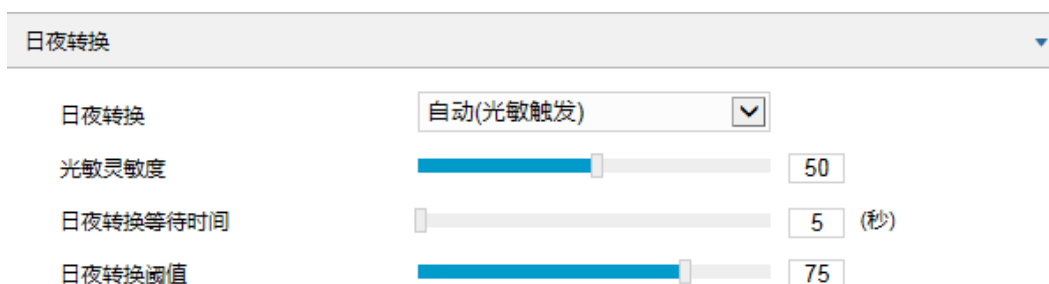 日夜转换
日夜转换 自动(光敏触发)
光敏灵敏度 50
日夜转换等待时间 5 (秒)
日夜转换阈值 75